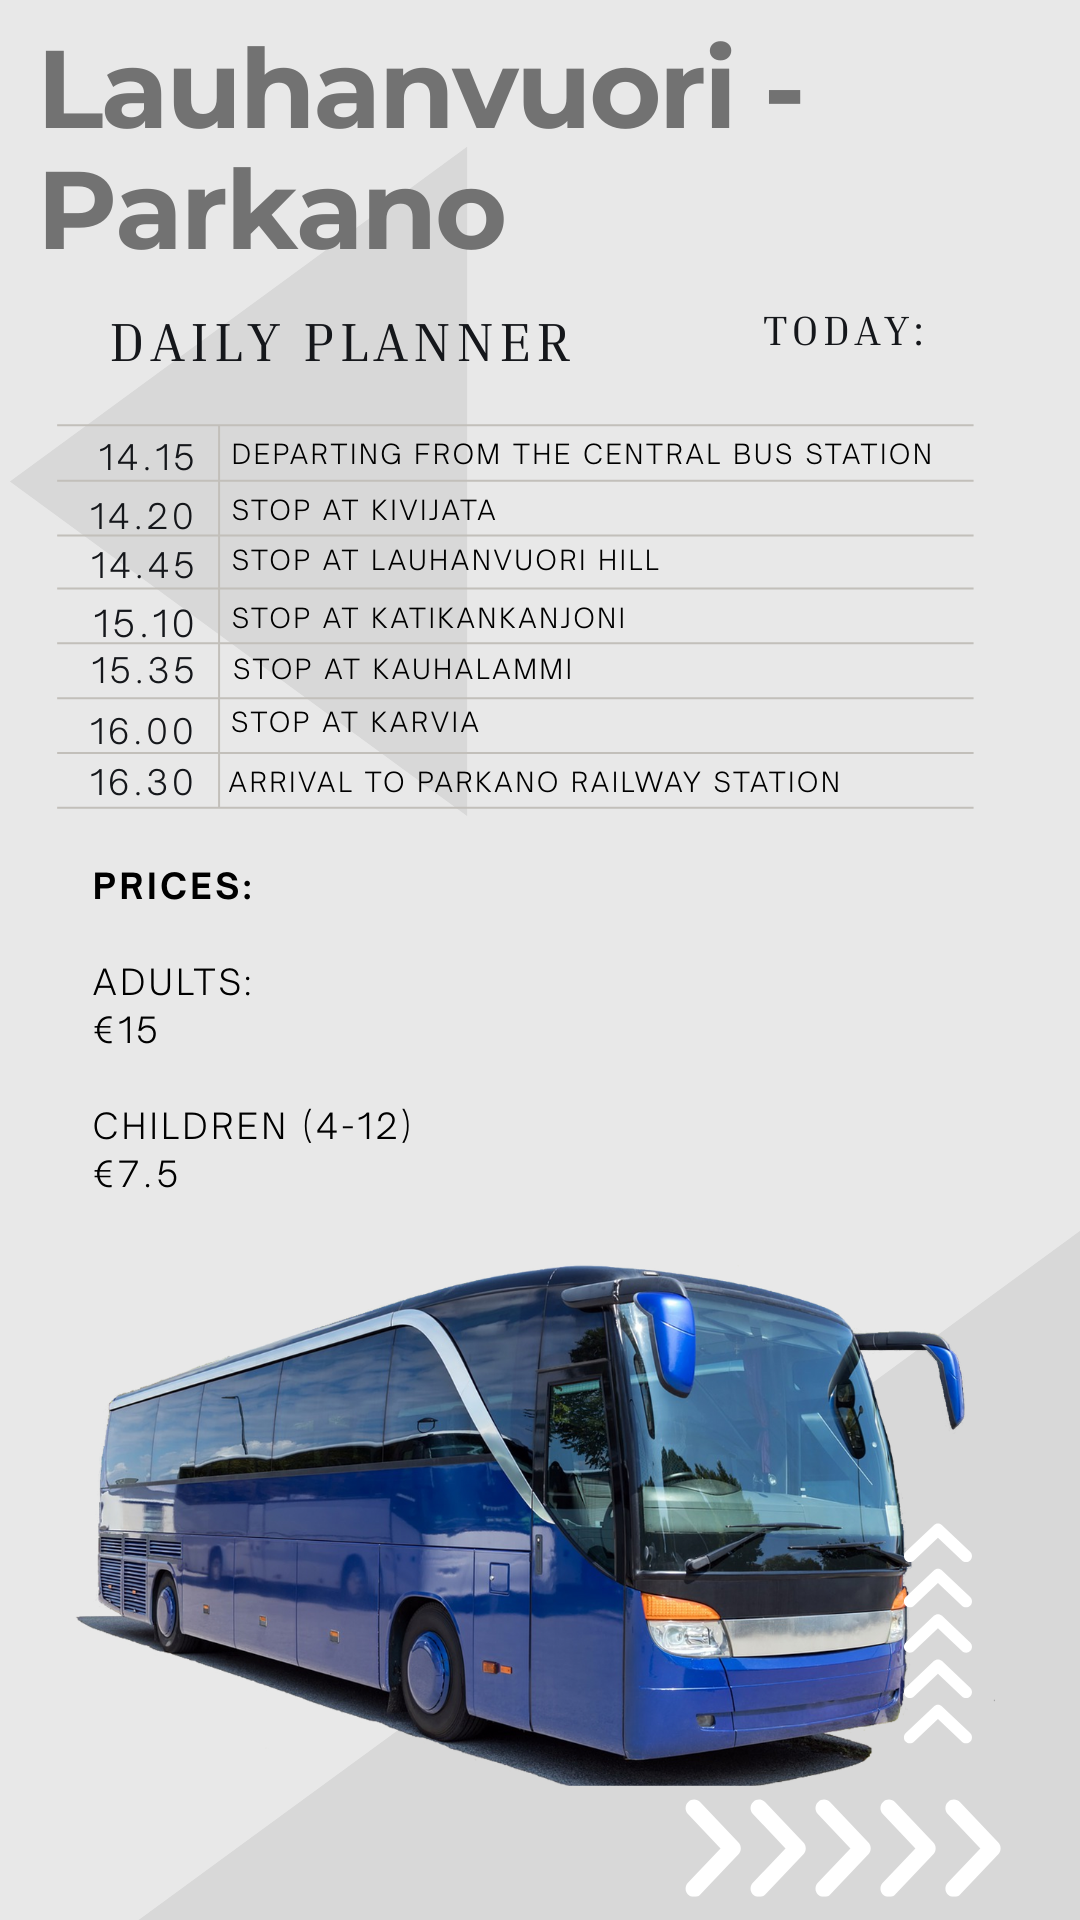 Lauhanvuori -
Parkano
DAILY PLANNER
TODAY:
14.15 DEPARTING FROM THE CENTRAL BUS STATION
14.20 STOP AT KIVIJATA
14.45 STOP AT LAUHANVUORI HILL
15.10 STOP AT KATIKANKANJONI
15.35 STOP AT KAUHALAMMI
16.00 STOP AT KARVIA
16.30 ARRIVAL TO PARKANO RAILWAY STATION
PRICES:
ADULTS:
€15
CHILDREN (4-12)
€7.5